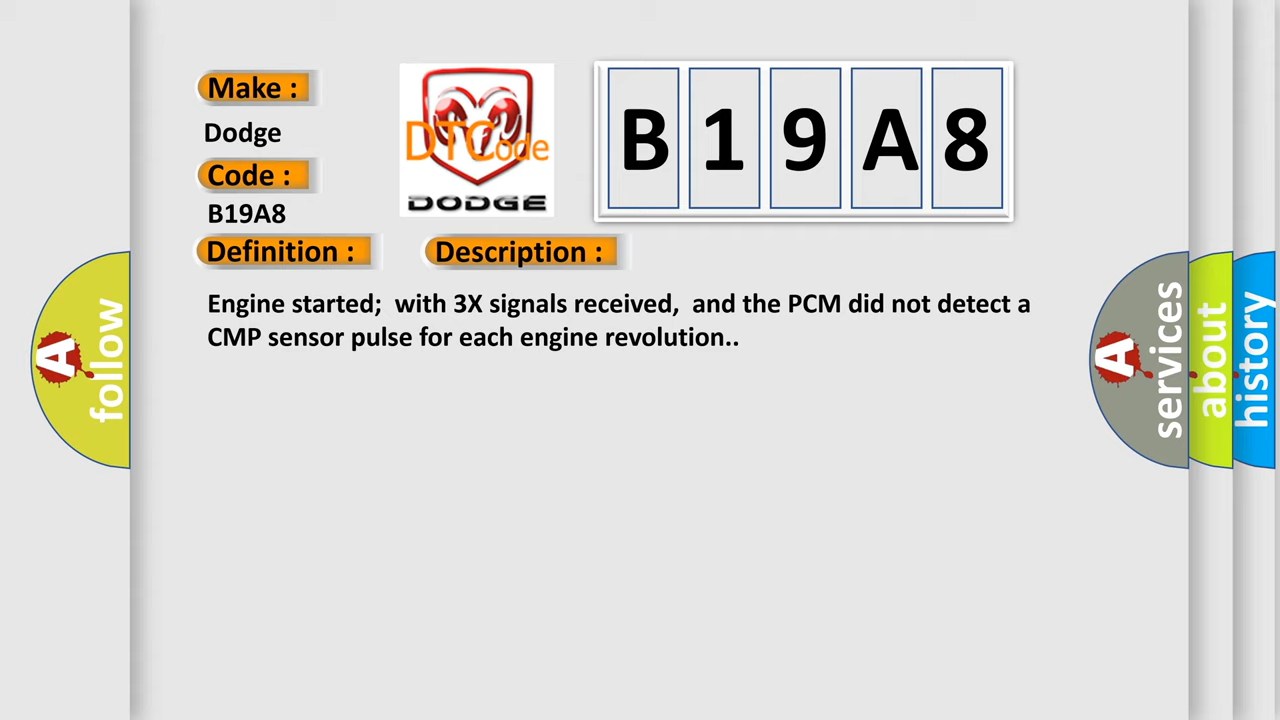 Make :
Dodge
Code :
B19A8
Definition :
Description :
Engine started; with 3X signals received, and the PCM did not detect a
CMP sensor pulse for each engine revolution..
DTCode
DODGE
B 1 9 A 8
A follow
A services
about
history